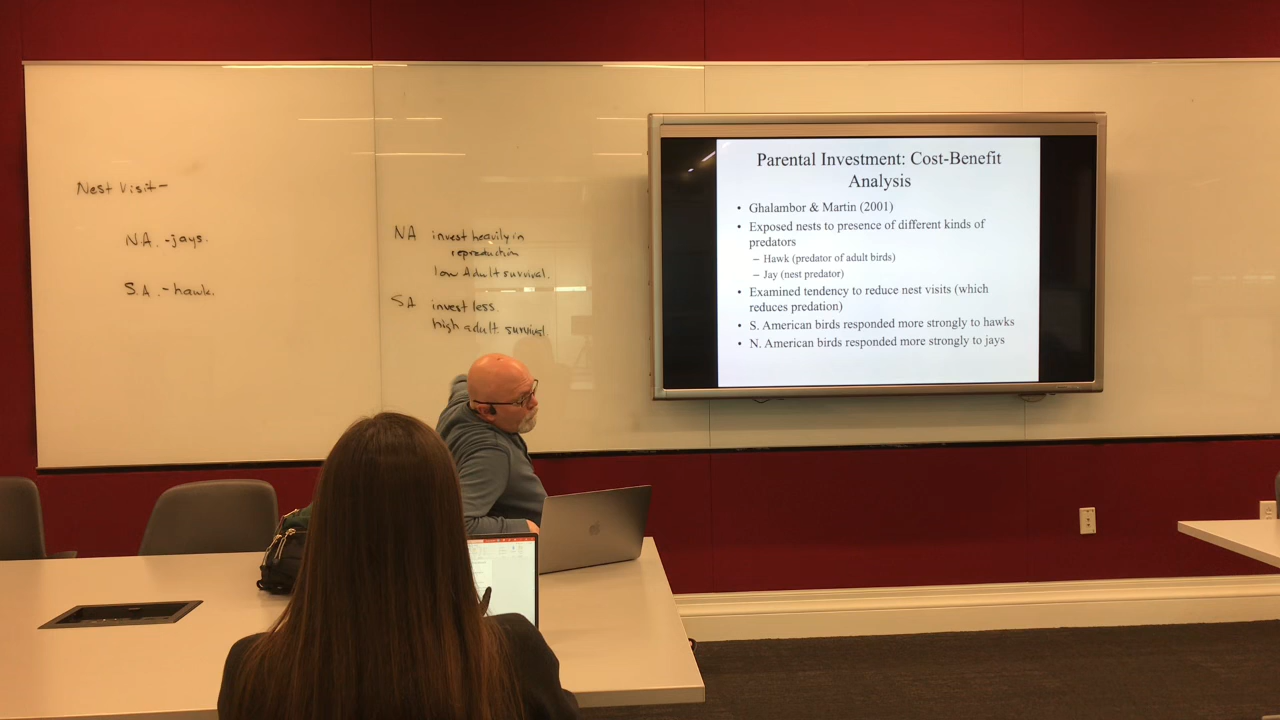 Nest Visit-
N.A. -jays.
S.A. -hawk.
NA invest heavily in
reproduction
low Adult survival.
SA invest less.
high adult survival
Parental Investment: Cost-Benefit
Analysis
• Ghalambor & Martin (2001)
• Exposed nests to presence of different kinds of
predators
– Hawk (predator of adult birds)
– Jay (nest predator)
• Examined tendency to reduce nest visits (which
reduces predation)
• S. American birds responded more strongly to hawks
• N. American birds responded more strongly to jays